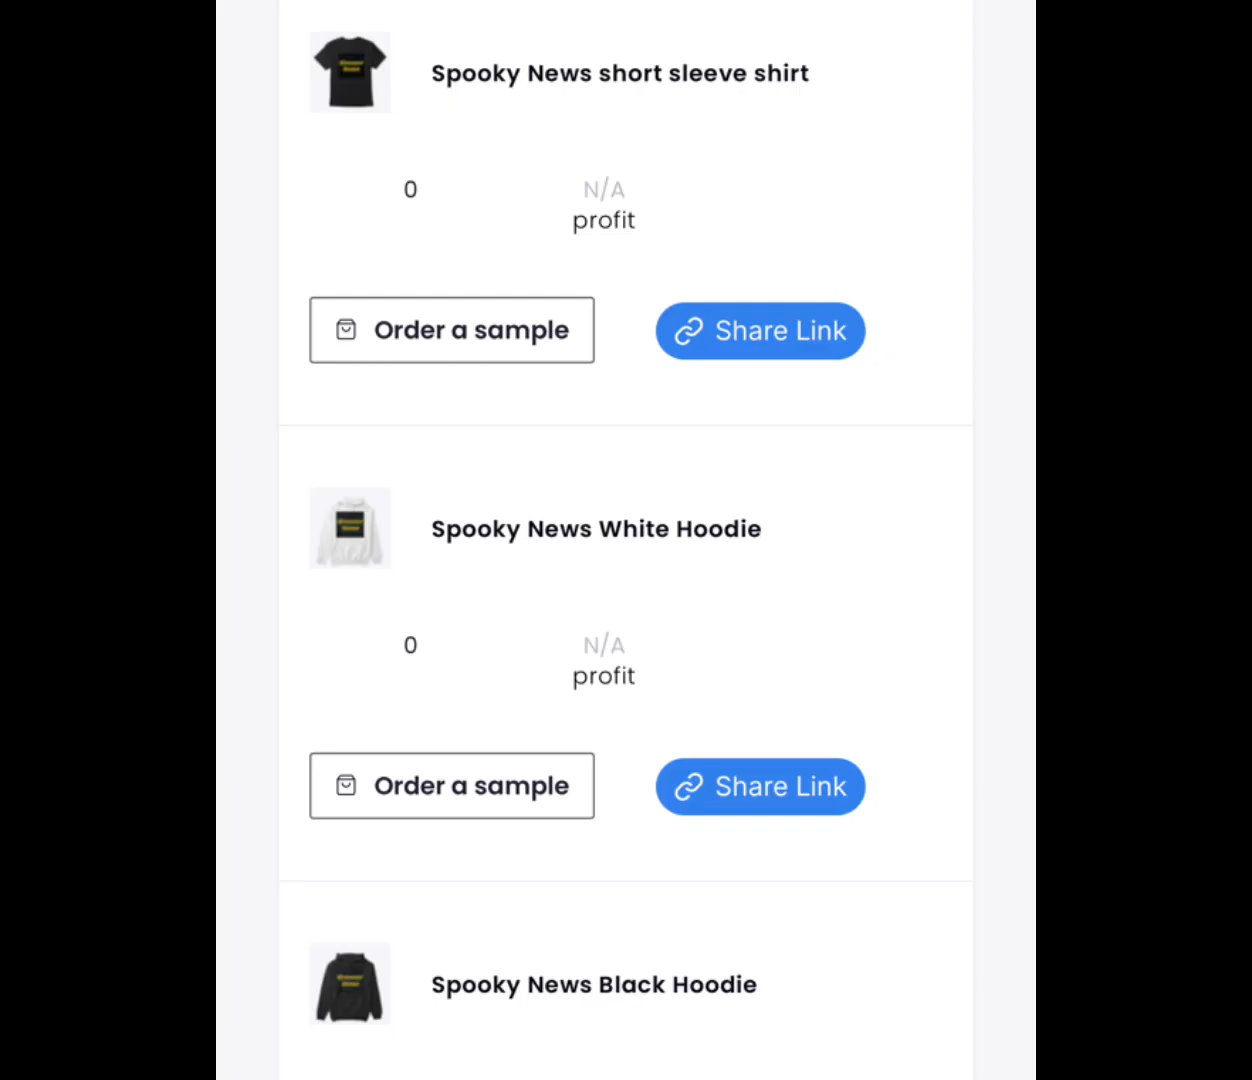 Spooky News short sleeve shirt
0
N/A
profit
Order a sample
Share Link
Spooky News White Hoodie
0
N/A
profit
Order a sample
Share Link
Spooky News Black Hoodie